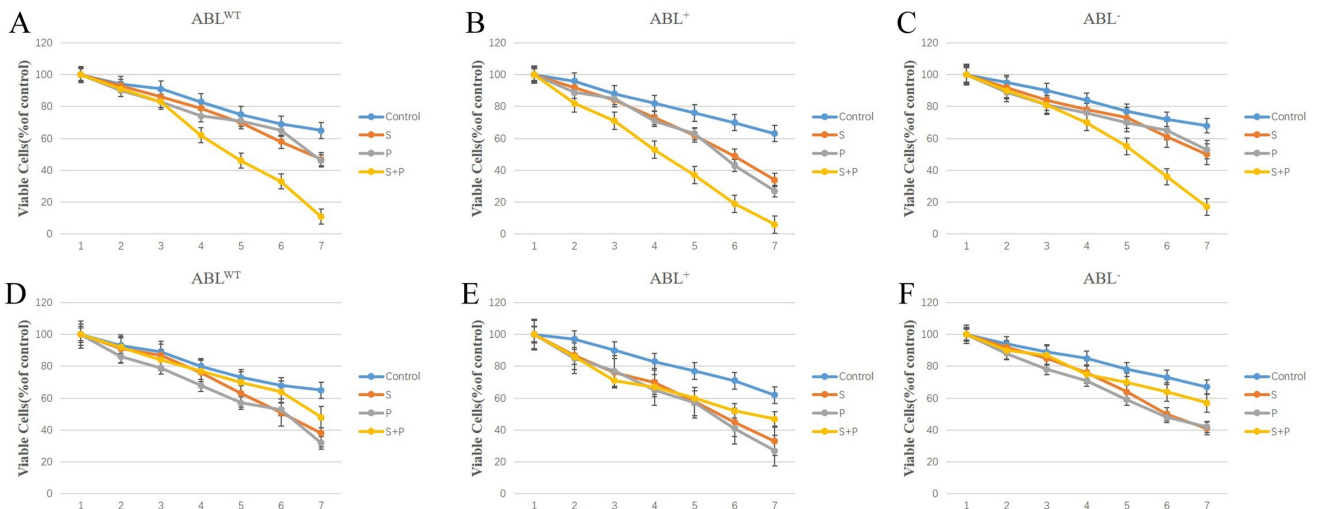 A
ABL^WT
Viable Cells(%of control)
120
100
80
60
40
20
0
1 2 3 4 5 6 7
Control
S
P
S+P
B
ABL^+
Viable Cells(%of control)
120
100
80
60
40
20
0
1 2 3 4 5 6 7
Control
S
P
S+P
C
ABL^-
Viable Cells(%of control)
120
100
80
60
40
20
0
1 2 3 4 5 6 7
Control
S
P
S+P
D
ABL^WT
Viable Cells(%of control)
120
100
80
60
40
20
0
1 2 3 4 5 6 7
Control
S
P
S+P
E
ABL^+
Viable Cells(%of control)
120
100
80
60
40
20
0
1 2 3 4 5 6 7
Control
S
P
S+P
F
ABL^-
Viable Cells(%of control)
120
100
80
60
40
20
0
1 2 3 4 5 6 7
Control
S
P
S+P